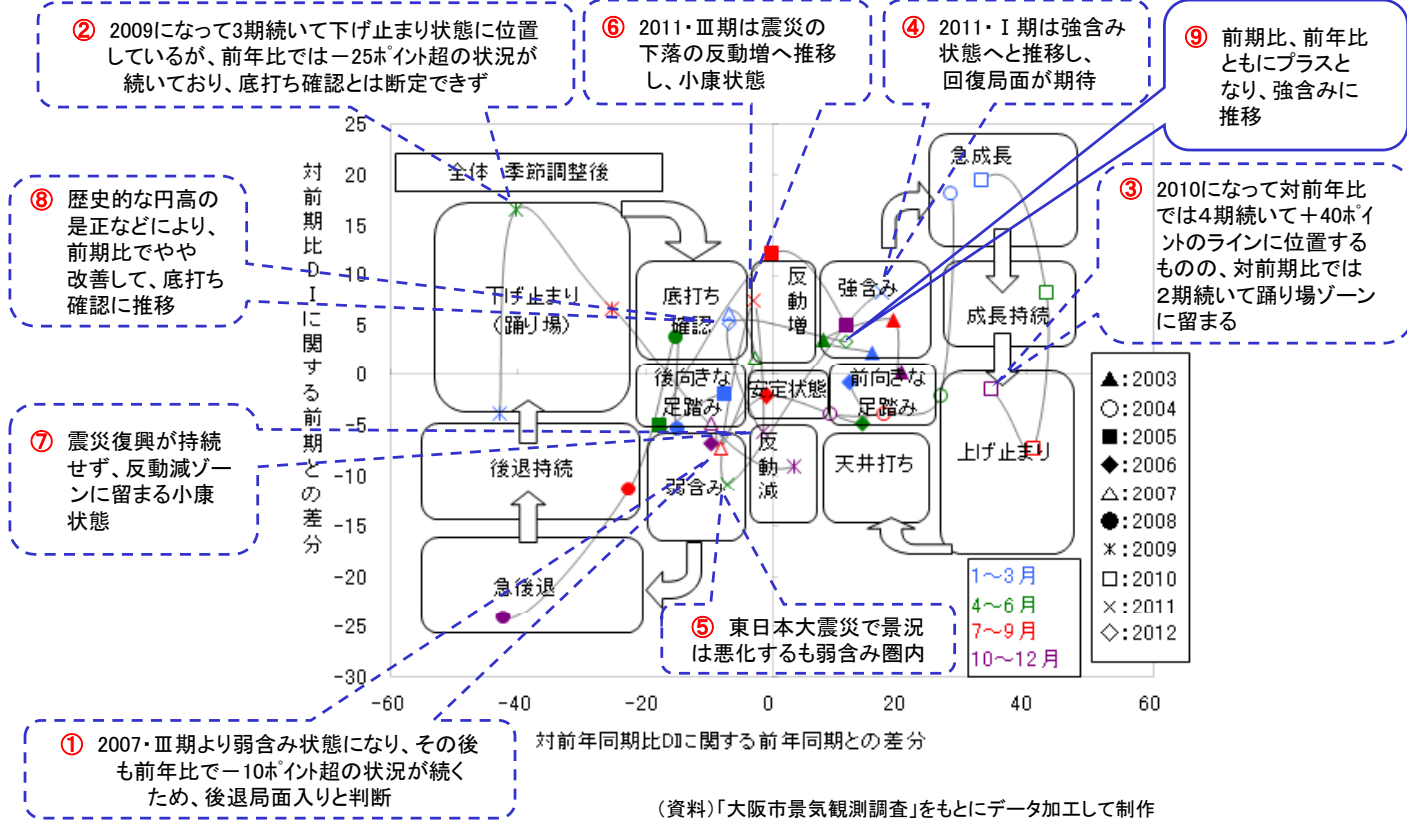 ② 2009になって3期続いて下げ止まり状態に位置
しているが、前年比では－25ポイント超の状況が
続いており、底打ち確認とは断定できず
⑥ 2011・Ⅲ期は震災の
下落の反動増へ推移
し、小康状態
④ 2011・Ⅰ期は強含み
状態へと推移し、
回復局面が期待
⑨ 前期比、前年比
ともにプラスと
なり、強含みに
推移
⑧ 歴史的な円高の
是正などにより、
前期比でやや
改善して、底打ち
確認に推移
③ 2010になって対前年比
では4期続いて＋40ポイ
ントのラインに位置する
ものの、対前期比では
2期続いて踊り場ゾーン
に留まる
⑦ 震災復興が持続
せず、反動減ゾー
ンに留まる小康
状態
⑤ 東日本大震災で景況
は悪化するも弱含み圏内
① 2007・Ⅲ期より弱含み状態になり、その後
も前年比で－10ポイント超の状況が続く
ため、後退局面入りと判断
対前期比DIに関する前期との差分
25
20
15
10
5
0
-5
-10
-15
-20
-25
-30
全体 季節調整後
急成長
下げ止まり
（踊り場）
底打ち
確認
反動増
強含み
成長持続
後向きな
足踏み
安定状態
前向きな
足踏み
後退持続
弱含み
反動減
天井打ち
上げ止まり
急後退
▲:2003
○:2004
■:2005
◆:2006
△:2007
●:2008
＊:2009
□:2010
×:2011
◇:2012
1～3月
4～6月
7～9月
10～12月
-60
-40
-20
0
20
40
60
対前年同期比DIに関する前年同期との差分
（資料）「大阪市景気観測調査」をもとにデータ加工して制作